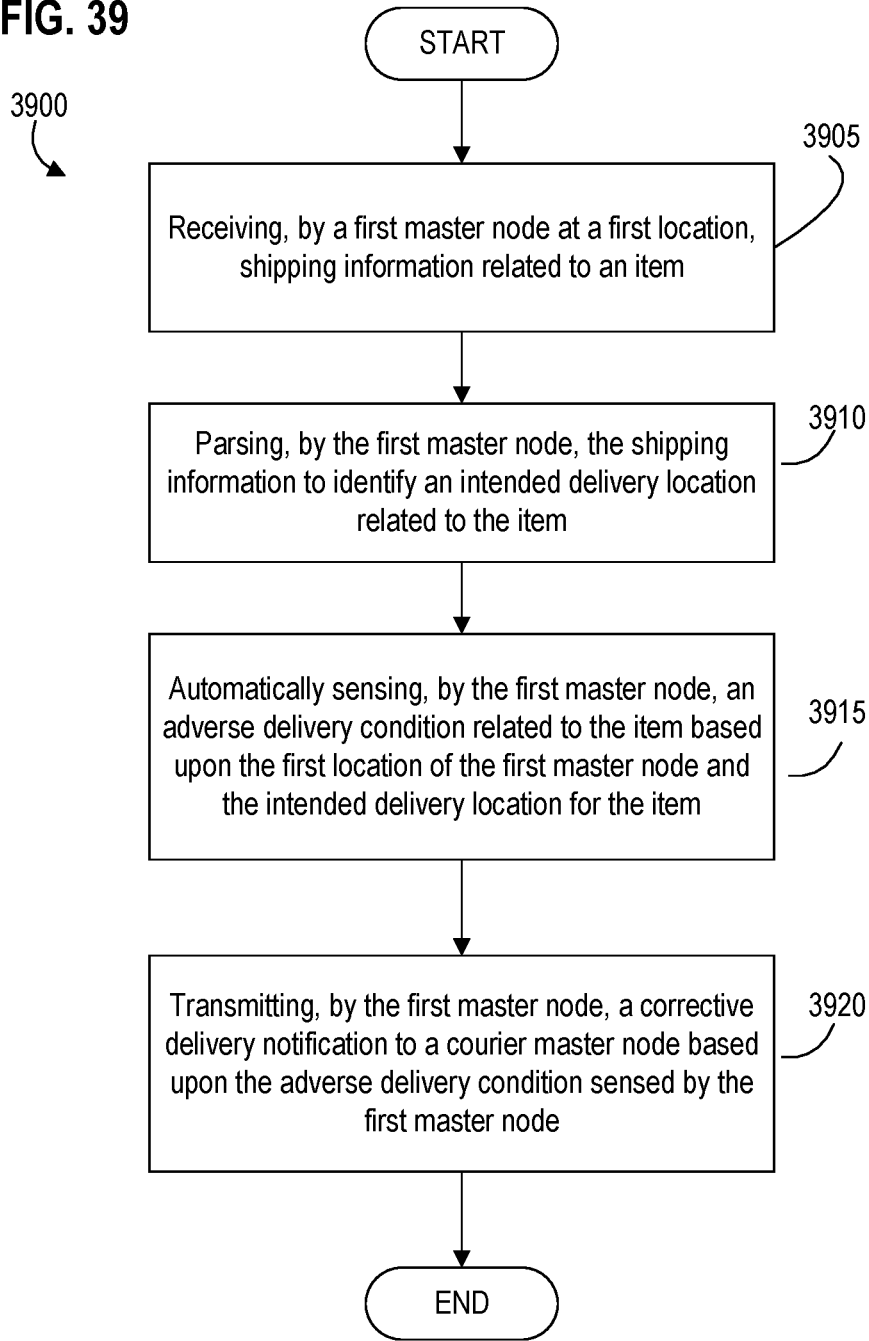 FIG. 39
START
3900
3905
Receiving, by a first master node at a first location,
shipping information related to an item
3910
Parsing, by the first master node, the shipping
information to identify an intended delivery location
related to the item
Automatically sensing, by the first master node, an
adverse delivery condition related to the item based
upon the first location of the first master node and
the intended delivery location for the item
3915
Transmitting, by the first master node, a corrective
delivery notification to a courier master node based
upon the adverse delivery condition sensed by the
first master node
3920
END